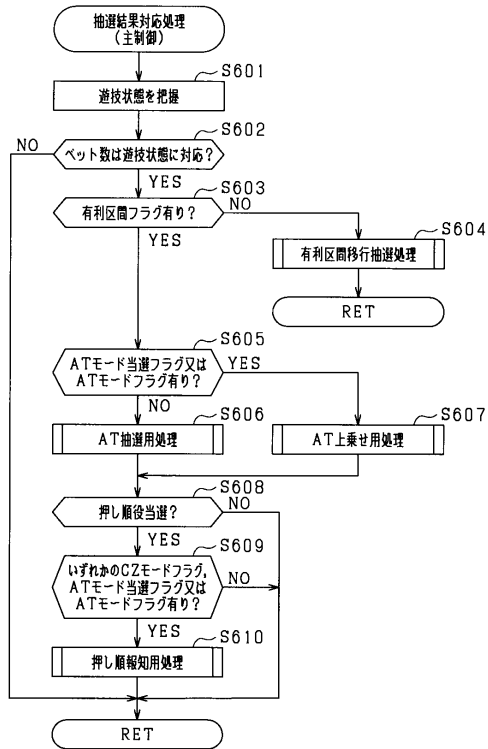 抽選結果対応処理
(主制御)
S601
遊技状態を把握
S602
NO
ベット数は遊技状態に対応?
YES
S603
有利区間フラグ有り?
NO
YES
S604
有利区間移行抽選処理
RET
S605
ATモード当選フラグ又は
ATモードフラグ有り?
YES
NO
S606
AT抽選用処理
S607
AT上乗せ用処理
S608
押し順役当選?
NO
YES
S609
いずれかのCZモードフラグ,
ATモード当選フラグ又は
ATモードフラグ有り?
NO
YES
S610
押し順報知用処理
RET